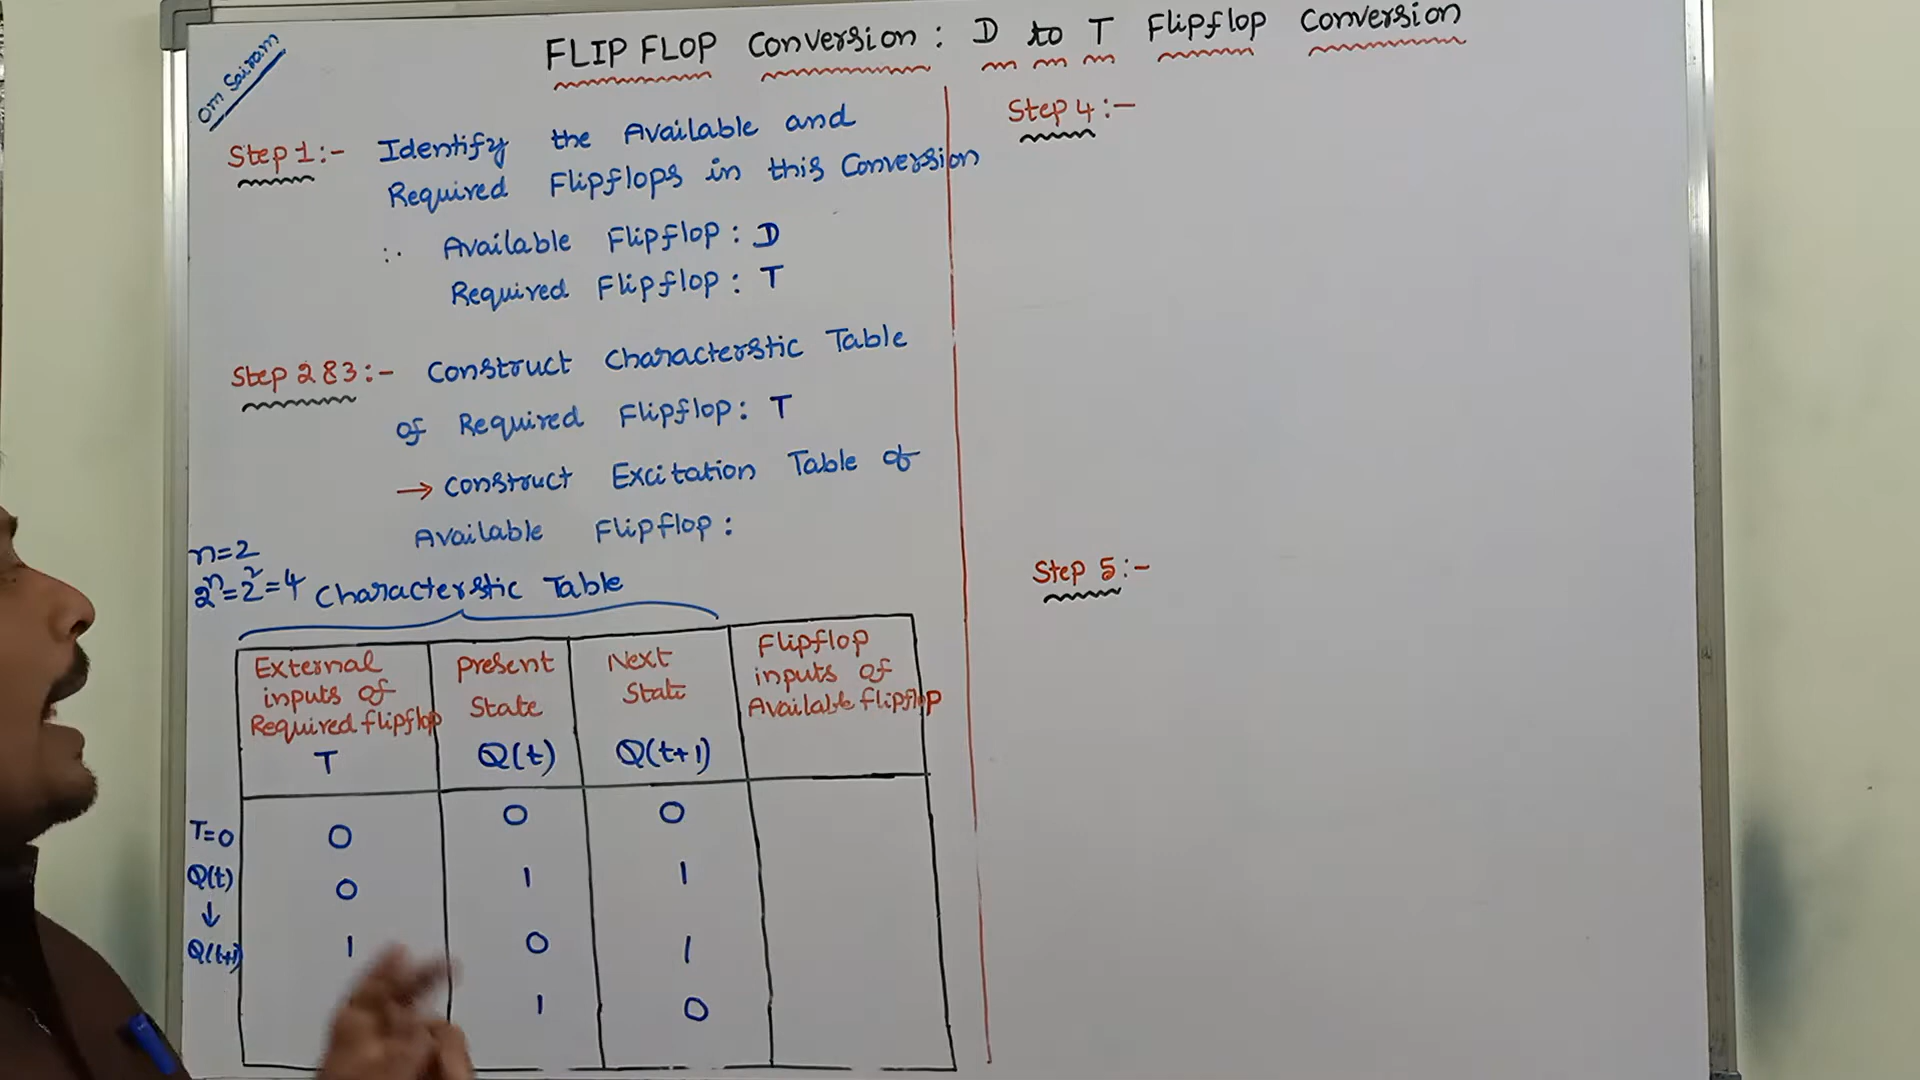 Om Sairam
FLIP FLOP Conversion: D to T Flipflop Conversion
Step 1:- Identify the Available and
Required Flipflops in this Conversion
∴ Available Flipflop: D
Required Flipflop: T
Step 2&3:- Construct Characterstic Table
of Required Flipflop: T
→ Construct Excitation Table of
Available Flipflop:
n=2
2ⁿ=2²=4
Characterstic Table
External
inputs of
Required flipflop
T
Present
State
Q(t)
Next
State
Q(t+1)
Flipflop
inputs of
Available flipflop
T=0
Q(t)
↓
Q(t+1)
0 0 0
0 1 1
1 0 1
1 0
Step 4:-
Step 5:-